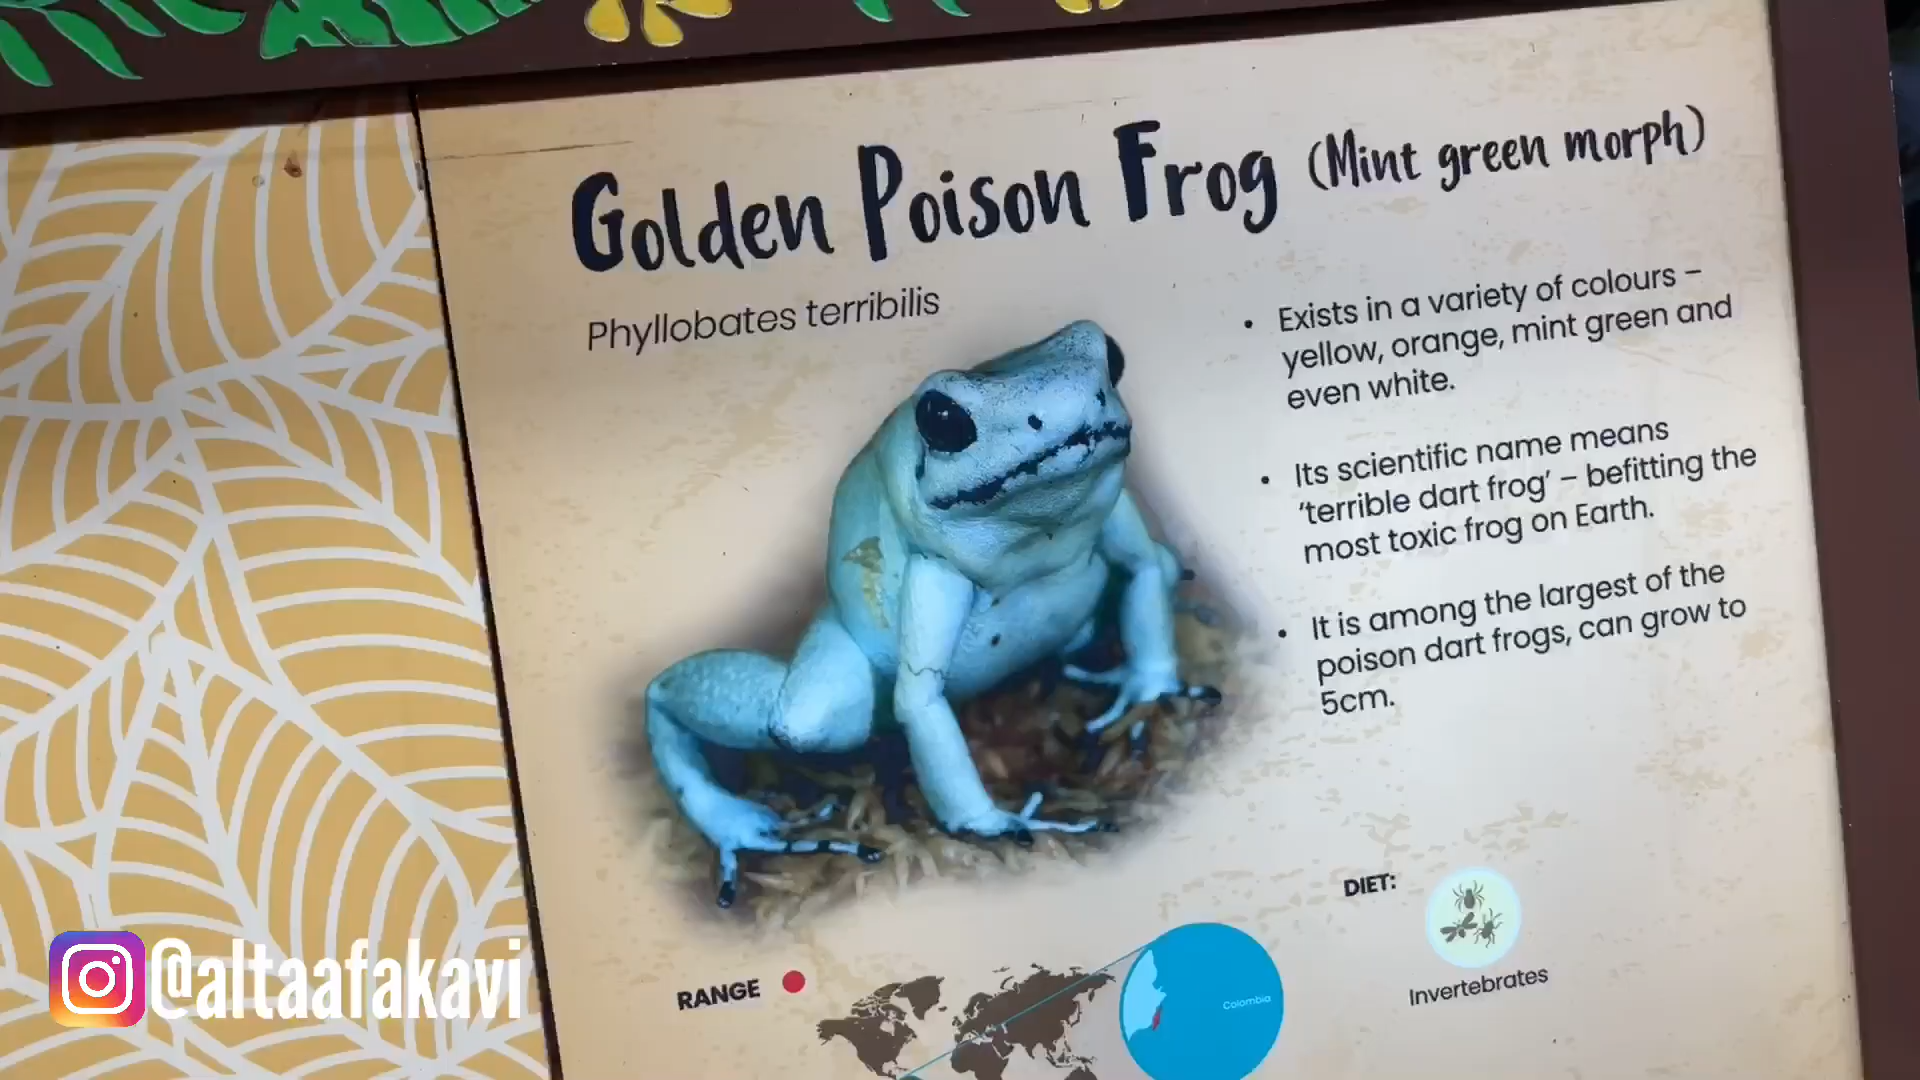 Golden Poison Frog (Mint green morph)
Phyllobates terribilis
• Exists in a variety of colours –
yellow, orange, mint green and
even white.
• Its scientific name means
‘terrible dart frog’ – befitting the
most toxic frog on Earth.
• It is among the largest of the
poison dart frogs, can grow to
5cm.
DIET:
Invertebrates
RANGE
Colombia
@altaafakavi